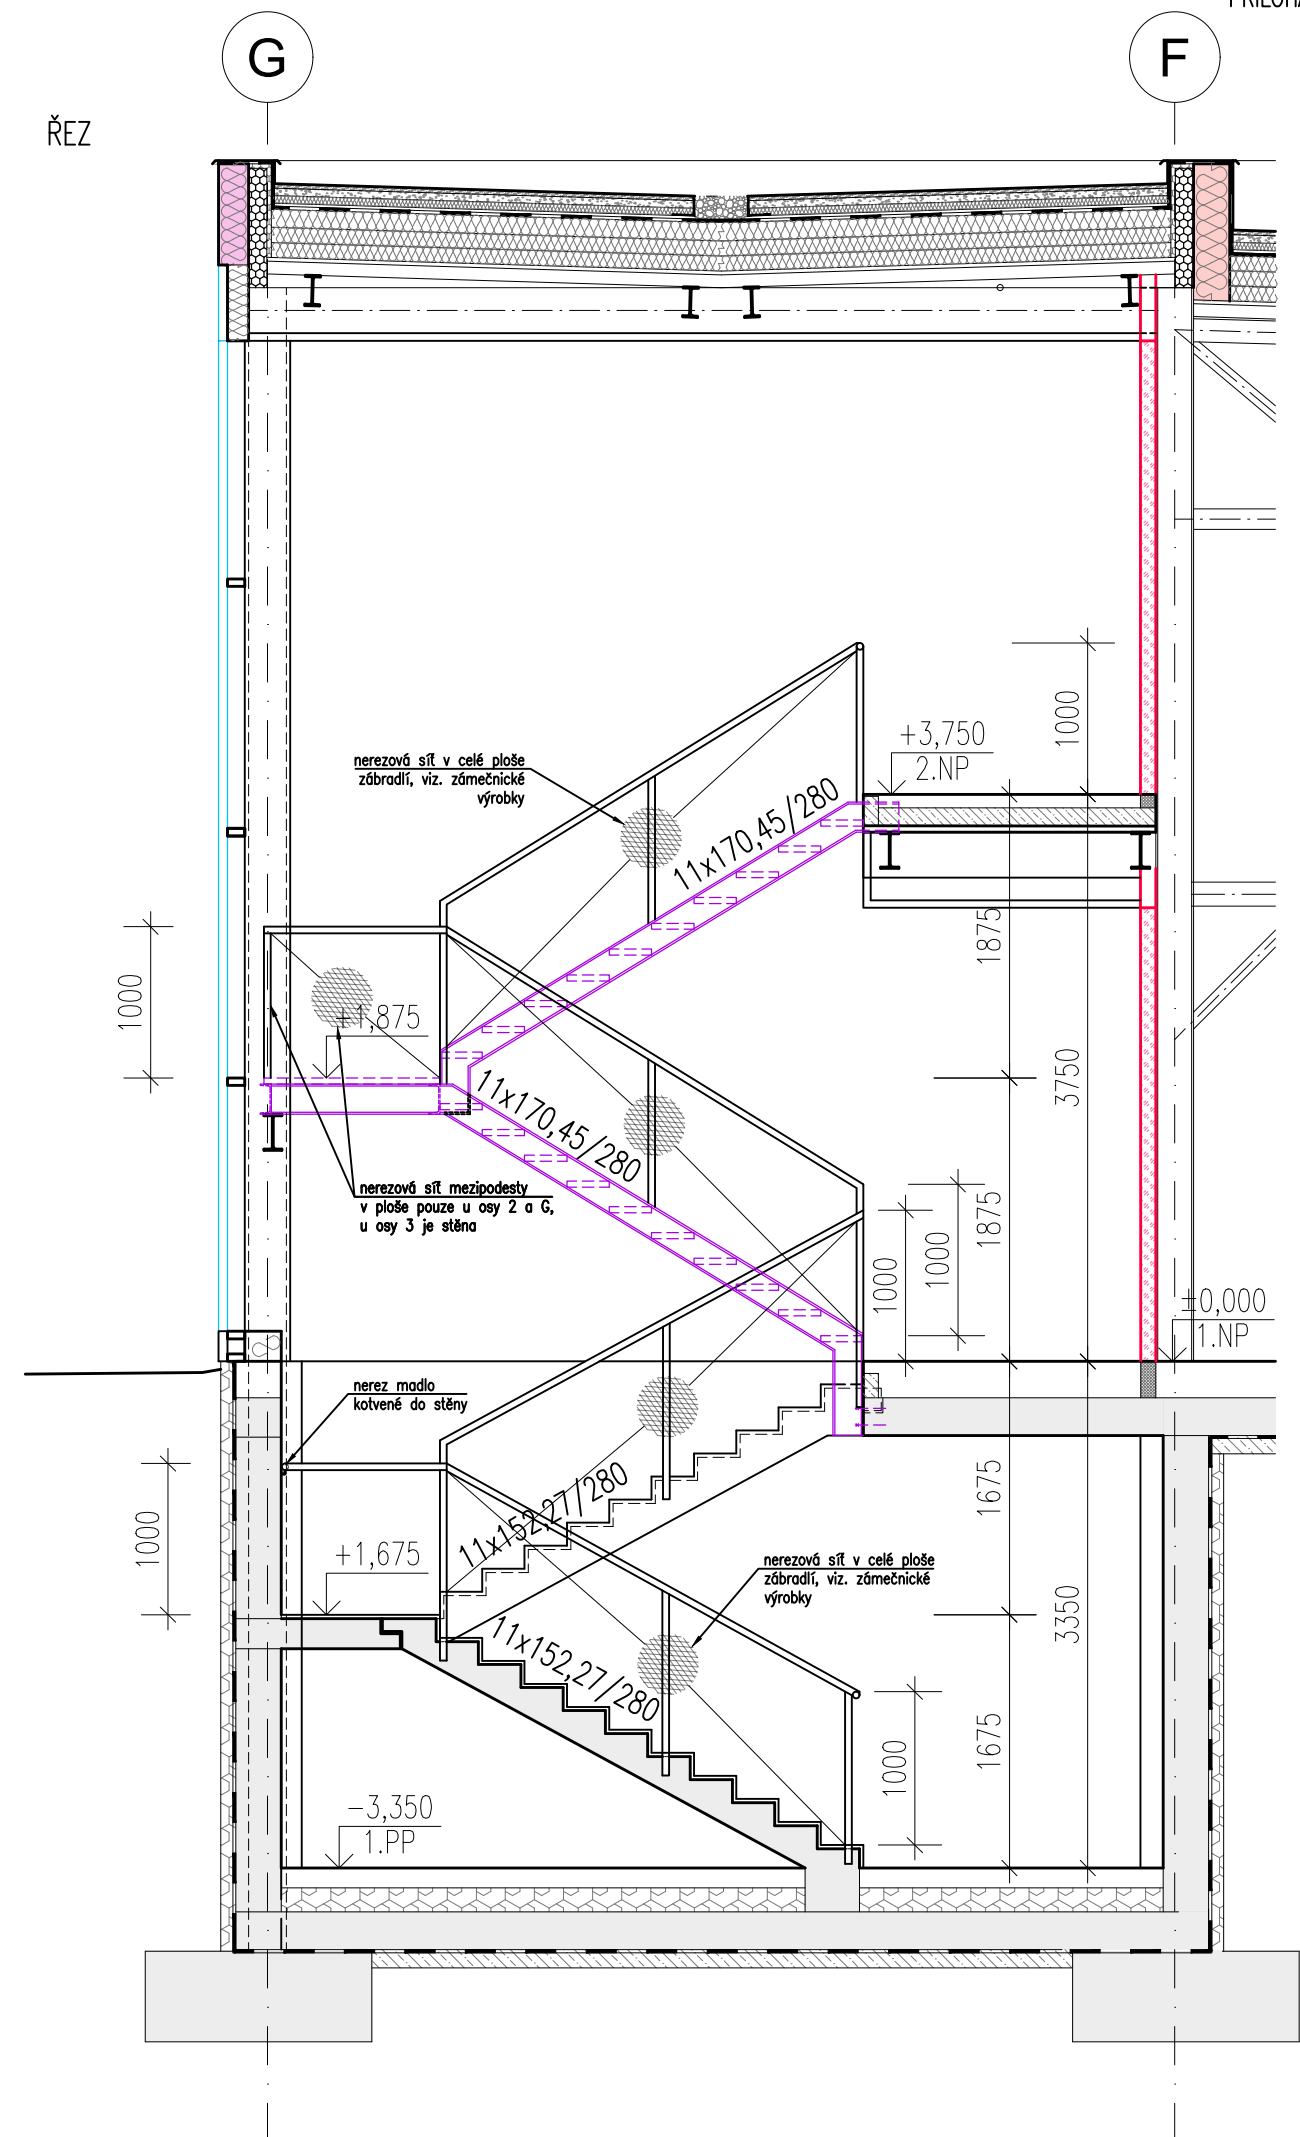 G
F
ŘEZ
nerezová síť v celé ploše
zábradlí, viz. zámečnické
výrobky
+3,750
2.NP
1000
11x170,45/280
1875
1000
+1,875
3750
11x170,45/280
nerezová síť mezipodesty
v ploše pouze u osy 2 a G,
u osy 3 je stěna
1875
1000
1000
±0,000
1.NP
nerez madlo
kotvené do stěny
1675
11x152,27/280
1000
+1,675
nerezová síť v celé ploše
zábradlí, viz. zámečnické
výrobky
3350
11x152,27/280
1675
1000
-3,350
1.PP